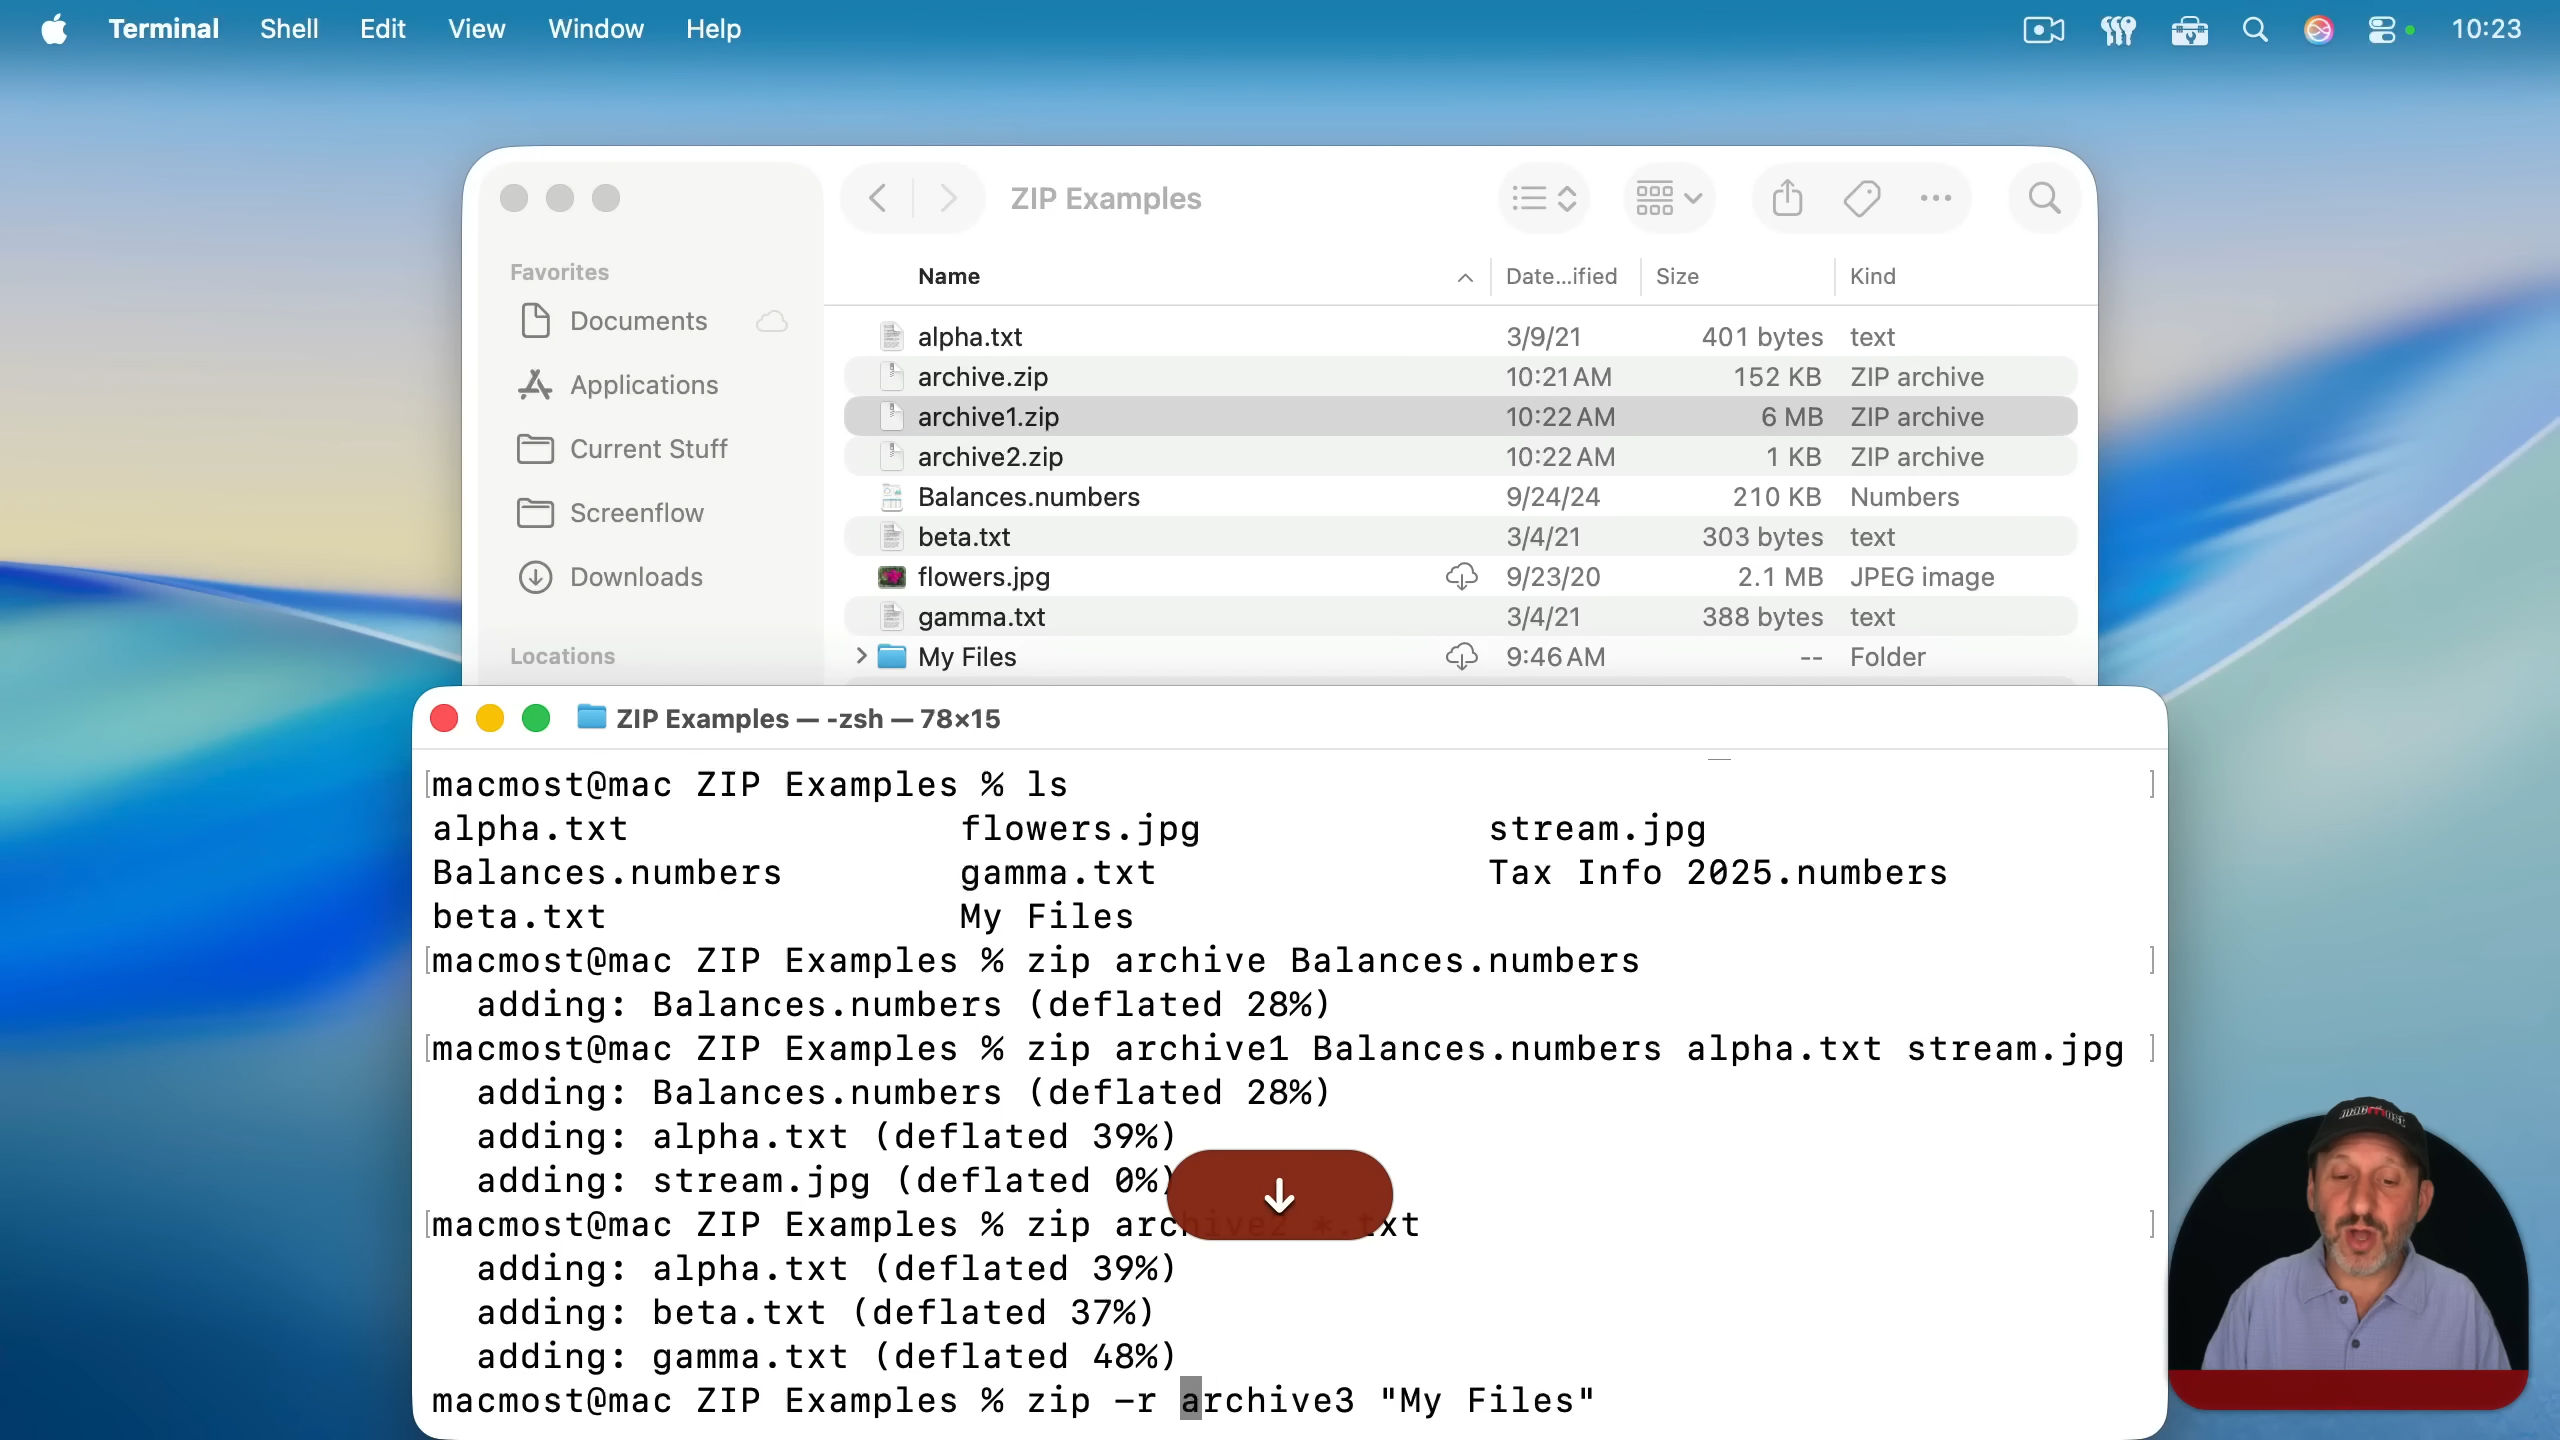 Terminal Shell Edit View Window Help 10:23
ZIP Examples
Favorites
Documents
Applications
Current Stuff
Screenflow
Downloads
Locations
Name Date...ified Size Kind
alpha.txt 3/9/21 401 bytes text
archive.zip 10:21 AM 152 KB ZIP archive
archive1.zip 10:22 AM 6 MB ZIP archive
archive2.zip 10:22 AM 1 KB ZIP archive
Balances.numbers 9/24/24 210 KB Numbers
beta.txt 3/4/21 303 bytes text
flowers.jpg 9/23/20 2.1 MB JPEG image
gamma.txt 3/4/21 388 bytes text
My Files 9:46 AM -- Folder
ZIP Examples — -zsh — 78×15
macmost@mac ZIP Examples % ls
alpha.txt flowers.jpg stream.jpg
Balances.numbers gamma.txt Tax Info 2025.numbers
beta.txt My Files
macmost@mac ZIP Examples % zip archive Balances.numbers
adding: Balances.numbers (deflated 28%)
macmost@mac ZIP Examples % zip archive1 Balances.numbers alpha.txt stream.jpg
adding: Balances.numbers (deflated 28%)
adding: alpha.txt (deflated 39%)
adding: stream.jpg (deflated 0%)
macmost@mac ZIP Examples % zip archive2 *.txt
adding: alpha.txt (deflated 39%)
adding: beta.txt (deflated 37%)
adding: gamma.txt (deflated 48%)
macmost@mac ZIP Examples % zip -r archive3 "My Files"
macmost